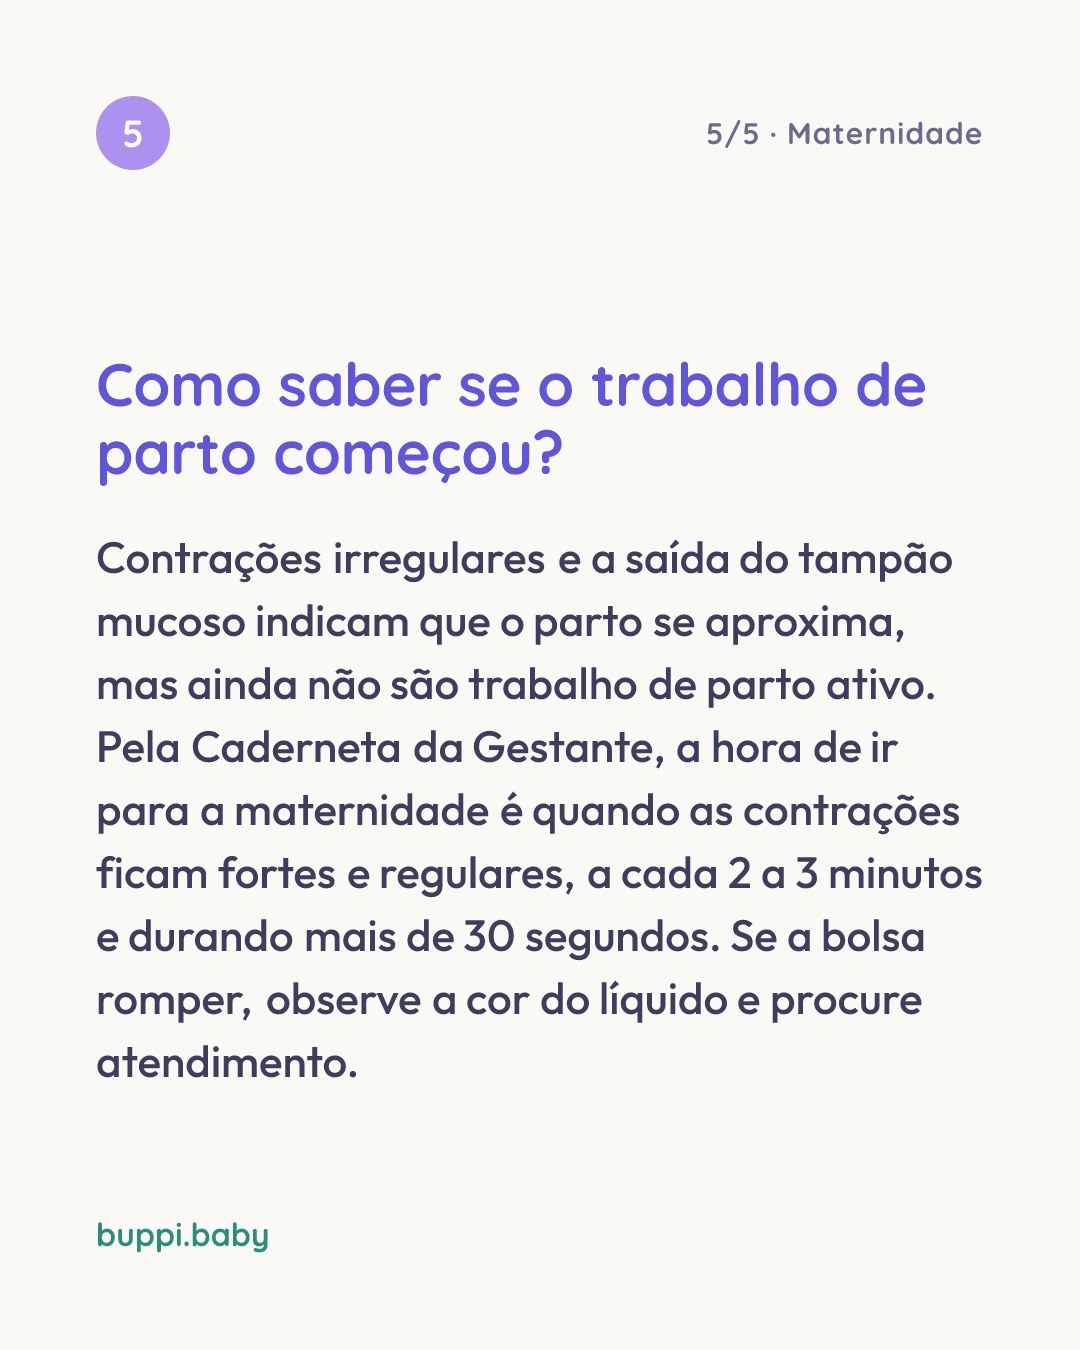 5
5/5 · Maternidade
Como saber se o trabalho de
parto começou?
Contrações irregulares e a saída do tampão
mucoso indicam que o parto se aproxima,
mas ainda não são trabalho de parto ativo.
Pela Caderneta da Gestante, a hora de ir
para a maternidade é quando as contrações
ficam fortes e regulares, a cada 2 a 3 minutos
e durando mais de 30 segundos. Se a bolsa
romper, observe a cor do líquido e procure
atendimento.
buppi.baby